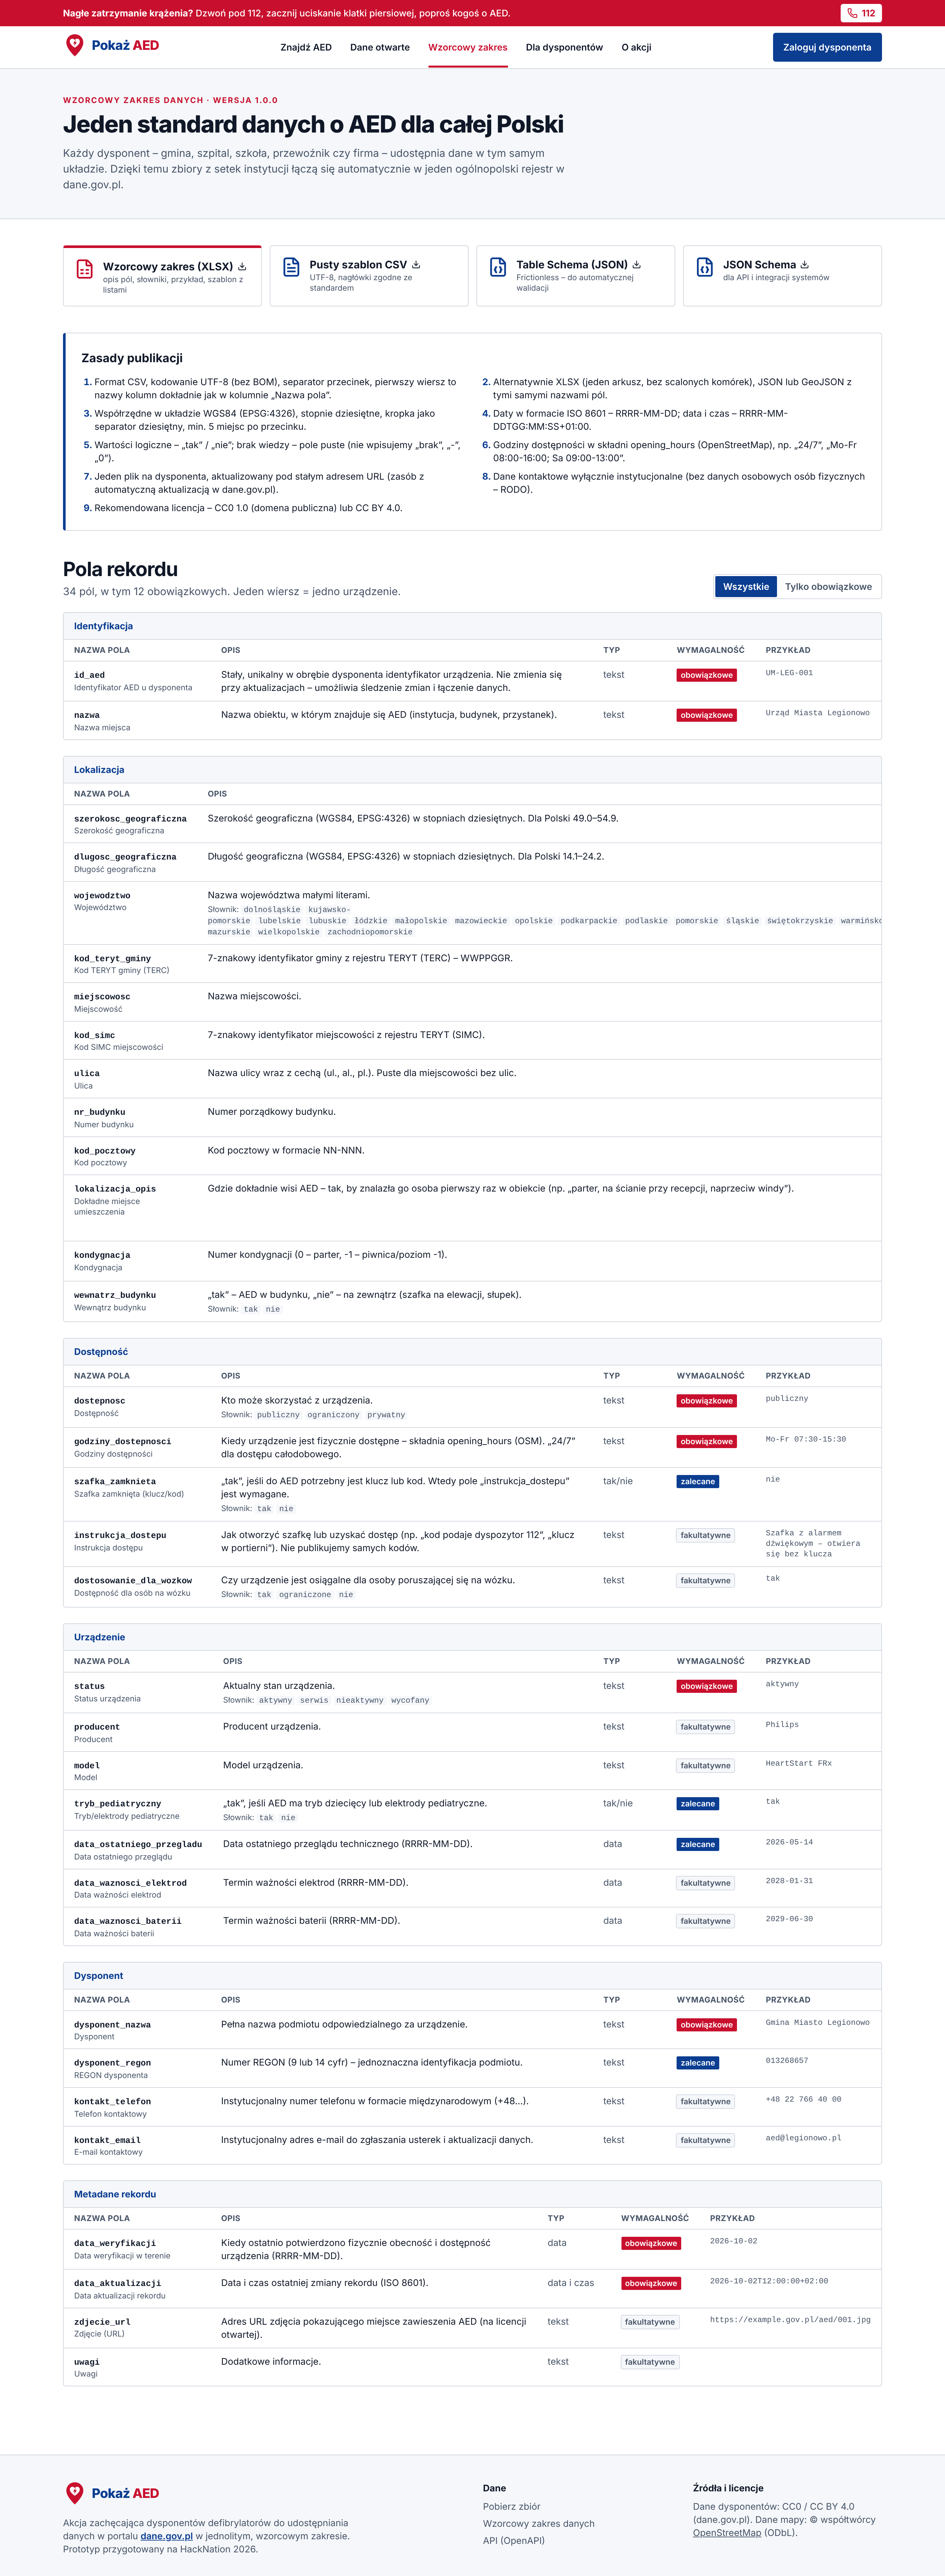 Nagłe zatrzymanie krążenia? Dzwoń pod 112, zacznij uciskanie klatki piersiowej, poproś kogoś o AED.
112
Pokaż AED
Znajdź AED
Dane otwarte
Wzorcowy zakres
Dla dysponentów
O akcji
Zaloguj dysponenta
WZORCOWY ZAKRES DANYCH · WERSJA 1.0.0
Jeden standard danych o AED dla całej Polski
Każdy dysponent – gmina, szpital, szkoła, przewoźnik czy firma – udostępnia dane w tym samym
układzie. Dzięki temu zbiory z setek instytucji łączą się automatycznie w jeden ogólnopolski rejestr w
dane.gov.pl.
Wzorcowy zakres (XLSX)
opis pól, słowniki, przykład, szablon z
listami
Pusty szablon CSV
UTF-8, nagłówki zgodne ze
standardem
Table Schema (JSON)
Frictionless – do automatycznej
walidacji
JSON Schema
dla API i integracji systemów
Zasady publikacji
1. Format CSV, kodowanie UTF-8 (bez BOM), separator przecinek, pierwszy wiersz to
nazwy kolumn dokładnie jak w kolumnie „Nazwa pola”.
2. Alternatywnie XLSX (jeden arkusz, bez scalonych komórek), JSON lub GeoJSON z
tymi samymi nazwami pól.
3. Współrzędne w układzie WGS84 (EPSG:4326), stopnie dziesiętne, kropka jako
separator dziesiętny, min. 5 miejsc po przecinku.
4. Daty w formacie ISO 8601 – RRRR-MM-DD; data i czas – RRRR-MM-
DDTGG:MM:SS+01:00.
5. Wartości logiczne – „tak” / „nie”; brak wiedzy – pole puste (nie wpisujemy „brak”, „-”,
„0”).
6. Godziny dostępności w składni opening_hours (OpenStreetMap), np. „24/7”, „Mo-Fr
08:00-16:00; Sa 09:00-13:00”.
7. Jeden plik na dysponenta, aktualizowany pod stałym adresem URL (zasób z
automatyczną aktualizacją w dane.gov.pl).
8. Dane kontaktowe wyłącznie instytucjonalne (bez danych osobowych osób fizycznych
– RODO).
9. Rekomendowana licencja – CC0 1.0 (domena publiczna) lub CC BY 4.0.
Pola rekordu
34 pól, w tym 12 obowiązkowych. Jeden wiersz = jedno urządzenie.
Wszystkie
Tylko obowiązkowe
Identyfikacja
NAZWA POLA OPIS TYP WYMAGALNOŚĆ PRZYKŁAD
id_aed Stały, unikalny w obrębie dysponenta identyfikator urządzenia. Nie zmienia się tekst obowiązkowe UM-LEG-001
Identyfikator AED u dysponenta przy aktualizacjach – umożliwia śledzenie zmian i łączenie danych.
nazwa Nazwa obiektu, w którym znajduje się AED (instytucja, budynek, przystanek). tekst obowiązkowe Urząd Miasta Legionowo
Nazwa miejsca
Lokalizacja
NAZWA POLA OPIS
szerokosc_geograficzna Szerokość geograficzna (WGS84, EPSG:4326) w stopniach dziesiętnych. Dla Polski 49.0–54.9.
Szerokość geograficzna
dlugosc_geograficzna Długość geograficzna (WGS84, EPSG:4326) w stopniach dziesiętnych. Dla Polski 14.1–24.2.
Długość geograficzna
wojewodztwo Nazwa województwa małymi literami.
Województwo Słownik: dolnośląskie kujawsko-
pomorskie lubelskie lubuskie łódzkie małopolskie mazowieckie opolskie podkarpackie podlaskie pomorskie śląskie świętokrzyskie warmińsko
mazurskie wielkopolskie zachodniopomorskie
kod_teryt_gminy 7-znakowy identyfikator gminy z rejestru TERYT (TERC) – WWPPGGR.
Kod TERYT gminy (TERC)
miejscowosc Nazwa miejscowości.
Miejscowość
kod_simc 7-znakowy identyfikator miejscowości z rejestru TERYT (SIMC).
Kod SIMC miejscowości
ulica Nazwa ulicy wraz z cechą (ul., al., pl.). Puste dla miejscowości bez ulic.
Ulica
nr_budynku Numer porządkowy budynku.
Numer budynku
kod_pocztowy Kod pocztowy w formacie NN-NNN.
Kod pocztowy
lokalizacja_opis Gdzie dokładnie wisi AED – tak, by znalazła go osoba pierwszy raz w obiekcie (np. „parter, na ścianie przy recepcji, naprzeciw windy”).
Dokładne miejsce
umieszczenia
kondygnacja Numer kondygnacji (0 – parter, -1 – piwnica/poziom -1).
Kondygnacja
wewnatrz_budynku „tak” – AED w budynku, „nie” – na zewnątrz (szafka na elewacji, słupek).
Wewnątrz budynku Słownik: tak nie
Dostępność
NAZWA POLA OPIS TYP WYMAGALNOŚĆ PRZYKŁAD
dostepnosc Kto może skorzystać z urządzenia. tekst obowiązkowe publiczny
Dostępność Słownik: publiczny ograniczony prywatny
godziny_dostepnosci Kiedy urządzenie jest fizycznie dostępne – składnia opening_hours (OSM). „24/7” tekst obowiązkowe Mo-Fr 07:30-15:30
Godziny dostępności dla dostępu całodobowego.
szafka_zamknieta „tak”, jeśli do AED potrzebny jest klucz lub kod. Wtedy pole „instrukcja_dostepu” tak/nie zalecane nie
Szafka zamknięta (klucz/kod) jest wymagane.
Słownik: tak nie
instrukcja_dostepu Jak otworzyć szafkę lub uzyskać dostęp (np. „kod podaje dyspozytor 112”, „klucz tekst fakultatywne Szafka z alarmem
Instrukcja dostępu w portierni”). Nie publikujemy samych kodów. dźwiękowym – otwiera
się bez klucza
dostosowanie_dla_wozkow Czy urządzenie jest osiągalne dla osoby poruszającej się na wózku. tekst fakultatywne tak
Dostępność dla osób na wózku Słownik: tak ograniczone nie
Urządzenie
NAZWA POLA OPIS TYP WYMAGALNOŚĆ PRZYKŁAD
status Aktualny stan urządzenia. tekst obowiązkowe aktywny
Status urządzenia Słownik: aktywny serwis nieaktywny wycofany
producent Producent urządzenia. tekst fakultatywne Philips
Producent
model Model urządzenia. tekst fakultatywne HeartStart FRx
Model
tryb_pediatryczny „tak”, jeśli AED ma tryb dziecięcy lub elektrody pediatryczne. tak/nie zalecane tak
Tryb/elektrody pediatryczne Słownik: tak nie
data_ostatniego_przegladu Data ostatniego przeglądu technicznego (RRRR-MM-DD). data zalecane 2026-05-14
Data ostatniego przeglądu
data_waznosci_elektrod Termin ważności elektrod (RRRR-MM-DD). data fakultatywne 2028-01-31
Data ważności elektrod
data_waznosci_baterii Termin ważności baterii (RRRR-MM-DD). data fakultatywne 2029-06-30
Data ważności baterii
Dysponent
NAZWA POLA OPIS TYP WYMAGALNOŚĆ PRZYKŁAD
dysponent_nazwa Pełna nazwa podmiotu odpowiedzialnego za urządzenie. tekst obowiązkowe Gmina Miasto Legionowo
Dysponent
dysponent_regon Numer REGON (9 lub 14 cyfr) – jednoznaczna identyfikacja podmiotu. tekst zalecane 013268657
REGON dysponenta
kontakt_telefon Instytucjonalny numer telefonu w formacie międzynarodowym (+48…). tekst fakultatywne +48 22 766 40 00
Telefon kontaktowy
kontakt_email Instytucjonalny adres e-mail do zgłaszania usterek i aktualizacji danych. tekst fakultatywne aed@legionowo.pl
E-mail kontaktowy
Metadane rekordu
NAZWA POLA OPIS TYP WYMAGALNOŚĆ PRZYKŁAD
data_weryfikacji Kiedy ostatnio potwierdzono fizycznie obecność i dostępność data obowiązkowe 2026-10-02
Data weryfikacji w terenie urządzenia (RRRR-MM-DD).
data_aktualizacji Data i czas ostatniej zmiany rekordu (ISO 8601). data i czas obowiązkowe 2026-10-02T12:00:00+02:00
Data aktualizacji rekordu
zdjecie_url Adres URL zdjęcia pokazującego miejsce zawieszenia AED (na licencji tekst fakultatywne https://example.gov.pl/aed/001.jpg
Zdjęcie (URL) otwartej).
uwagi Dodatkowe informacje. tekst fakultatywne
Uwagi
Pokaż AED
Akcja zachęcająca dysponentów defibrylatorów do udostępniania
danych w portalu dane.gov.pl w jednolitym, wzorcowym zakresie.
Prototyp przygotowany na HackNation 2026.
Dane
Pobierz zbiór
Wzorcowy zakres danych
API (OpenAPI)
Źródła i licencje
Dane dysponentów: CC0 / CC BY 4.0
(dane.gov.pl). Dane mapy: © współtwórcy
OpenStreetMap (ODbL).